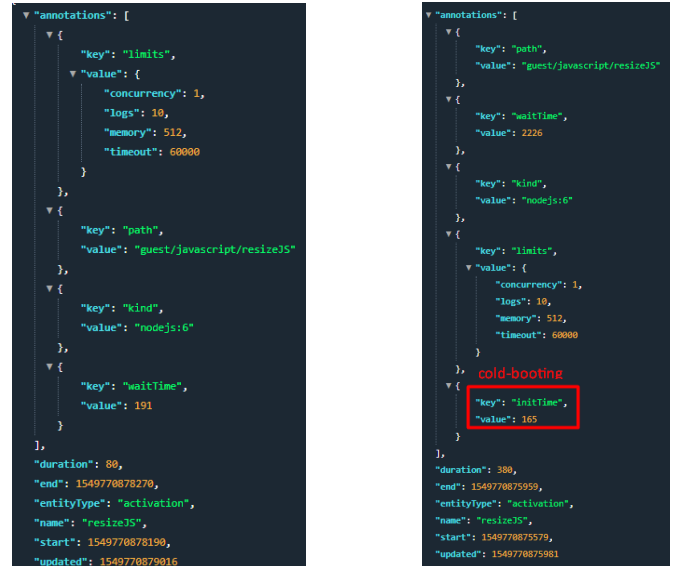 "annotations": [
{
"key": "limits",
"value": {
"concurrency": 1,
"logs": 10,
"memory": 512,
"timeout": 60000
}
},
{
"key": "path",
"value": "guest/javascript/resizeJS"
},
{
"key": "kind",
"value": "nodejs:6"
},
{
"key": "waitTime",
"value": 191
}
],
"duration": 80,
"end": 1549770878270,
"entityType": "activation",
"name": "resizeJS",
"start": 1549770878190,
"updated": 1549770879016
"annotations": [
{
"key": "path",
"value": "guest/javascript/resizeJS"
},
{
"key": "waitTime",
"value": 2226
},
{
"key": "kind",
"value": "nodejs:6"
},
{
"key": "limits",
"value": {
"concurrency": 1,
"logs": 10,
"memory": 512,
"timeout": 60000
}
},
cold-booting
{
"key": "initTime",
"value": 165
}
],
"duration": 380,
"end": 1549770875959,
"entityType": "activation",
"name": "resizeJS",
"start": 1549770875579,
"updated": 1549770875981